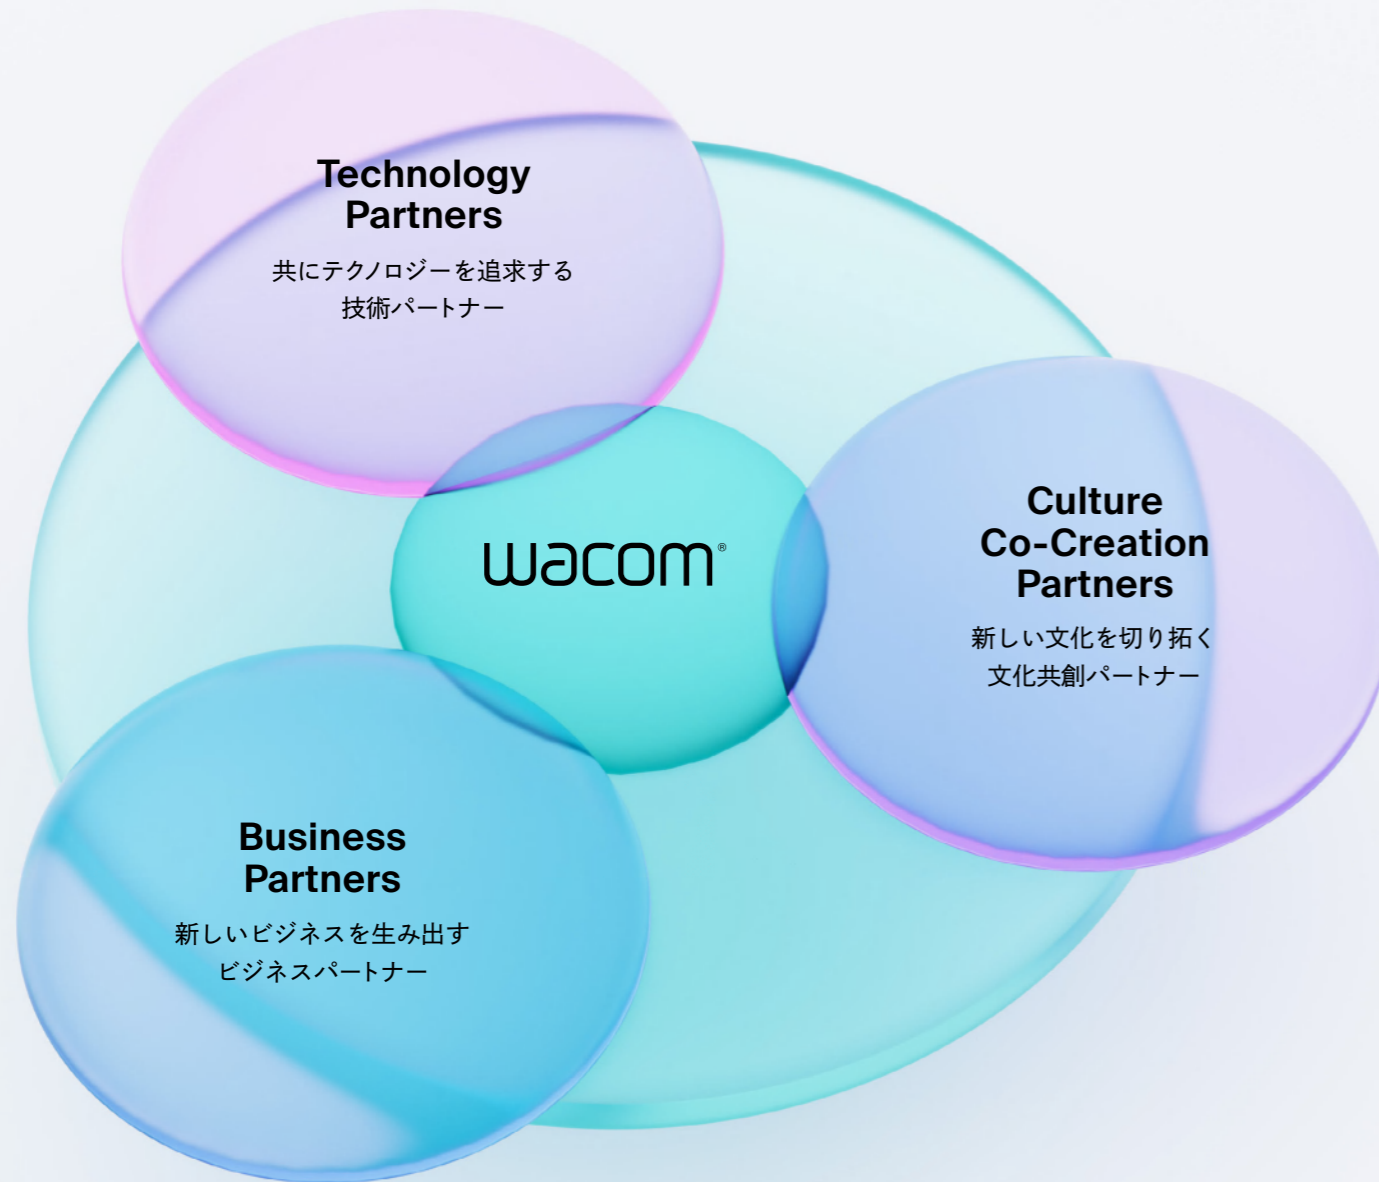 Technology
Partners
共にテクノロジーを追求する
技術パートナー
wacom®
Culture
Co-Creation
Partners
新しい文化を切り拓く
文化共創パートナー
Business
Partners
新しいビジネスを生み出す
ビジネスパートナー